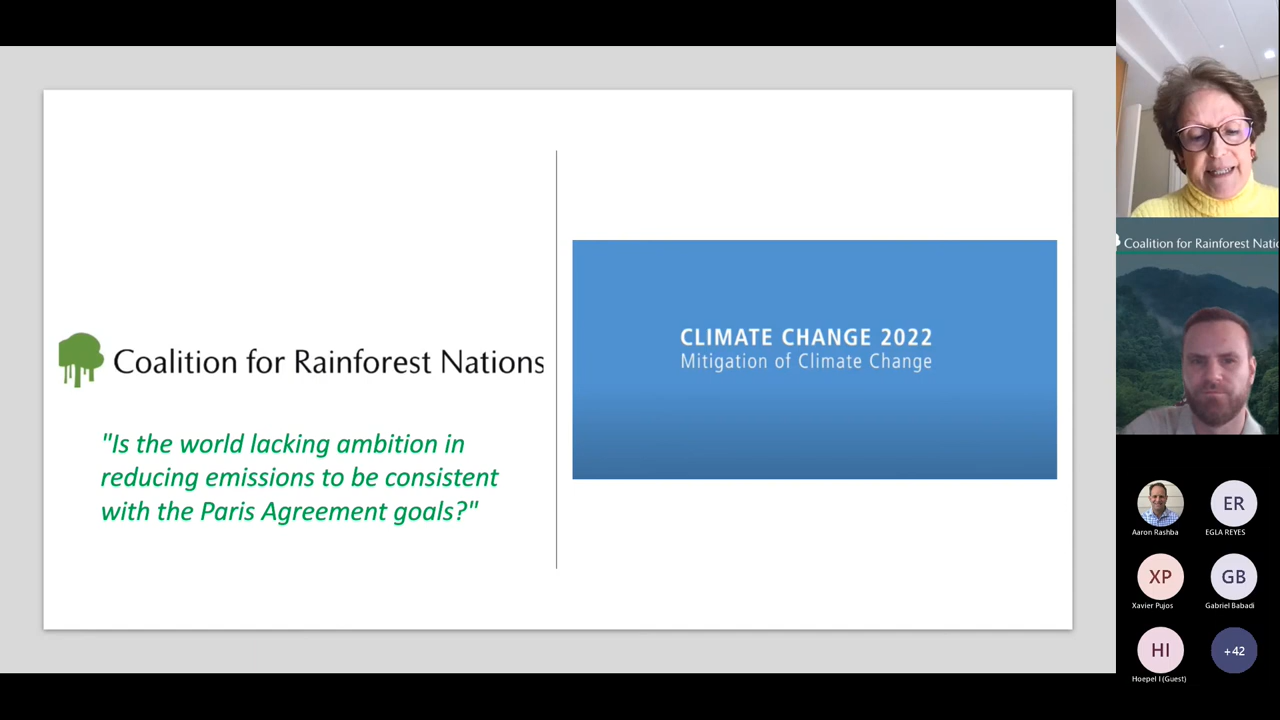 Coalition for Rainforest Nations
"Is the world lacking ambition in
reducing emissions to be consistent
with the Paris Agreement goals?"
CLIMATE CHANGE 2022
Mitigation of Climate Change
Coalition for Rainforest Natio
Aaron Rashba
ER
EGLA REYES
XP
Xavier Pujos
GB
Gabriel Babadi
HI
Hoepel I (Guest)
+42